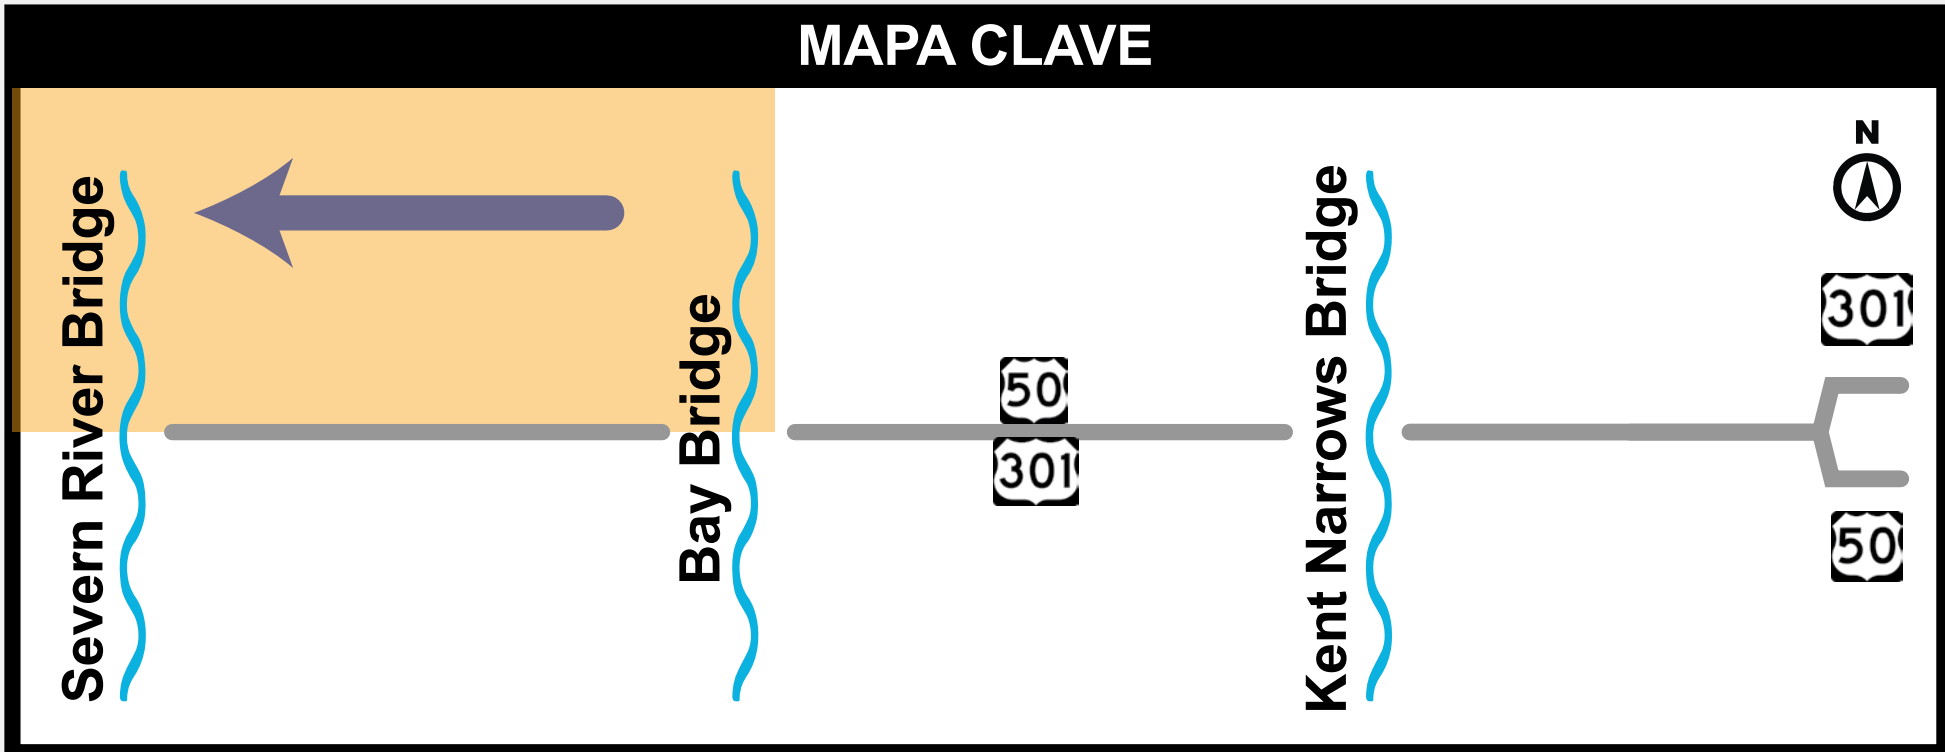 MAPA CLAVE
Severn River Bridge
Bay Bridge
50
301
Kent Narrows Bridge
N
301
50